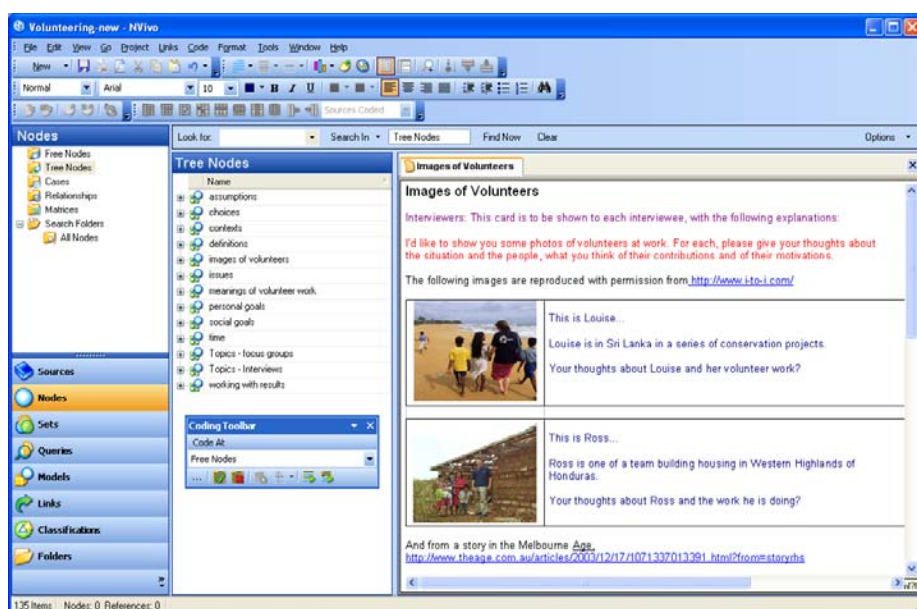 Volunteering-new - NVivo
File Edit View Go Project Links Code Format Tools Window Help
New
Normal Arial 10 B I U
Sources Coded
Nodes
Look for: Search In Tree Nodes Find Now Clear Options
Free Nodes
Tree Nodes
Cases
Relationships
Matrices
Search Folders
All Nodes
Sources
Nodes
Sets
Queries
Models
Links
Classifications
Folders
Tree Nodes
Name
assumptions
choices
contexts
definitions
images of volunteers
issues
meanings of volunteer work
personal goals
social goals
time
Topics - focus groups
Topics - Interviews
working with results
Coding Toolbar
Code At
Free Nodes
Images of Volunteers
Images of Volunteers
Interviewers: This card is to be shown to each interviewee, with the following explanations:
I'd like to show you some photos of volunteers at work. For each, please give your thoughts about
the situation and the people, what you think of their contributions and of their motivations.
The following images are reproduced with permission from http://www.i-to-i.com/
This is Louise...
Louise is in Sri Lanka in a series of conservation projects.
Your thoughts about Louise and her volunteer work?
This is Ross...
Ross is one of a team building housing in Western Highlands of
Honduras.
Your thoughts about Ross and the work he is doing?
And from a story in the Melbourne Age.
http://www.theage.com.au/articles/2003/12/17/1071337013391.html?from=storyrhs
135 Items Nodes: 0 References: 0